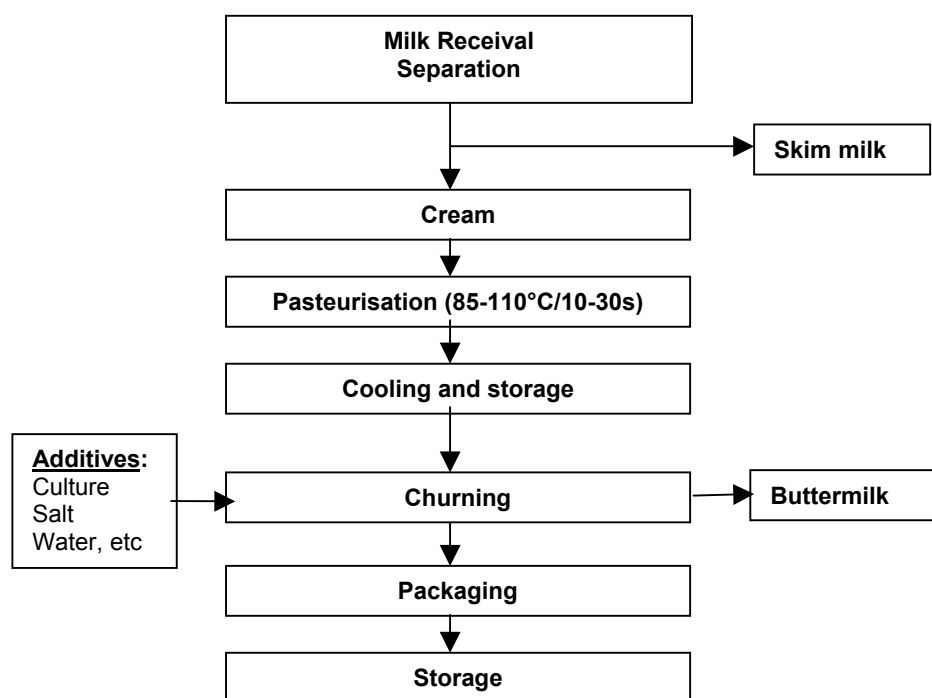 Milk Receival
Separation
Skim milk
Cream
Pasteurisation (85-110°C/10-30s)
Cooling and storage
Additives:
Culture
Salt
Water, etc
Churning
Buttermilk
Packaging
Storage